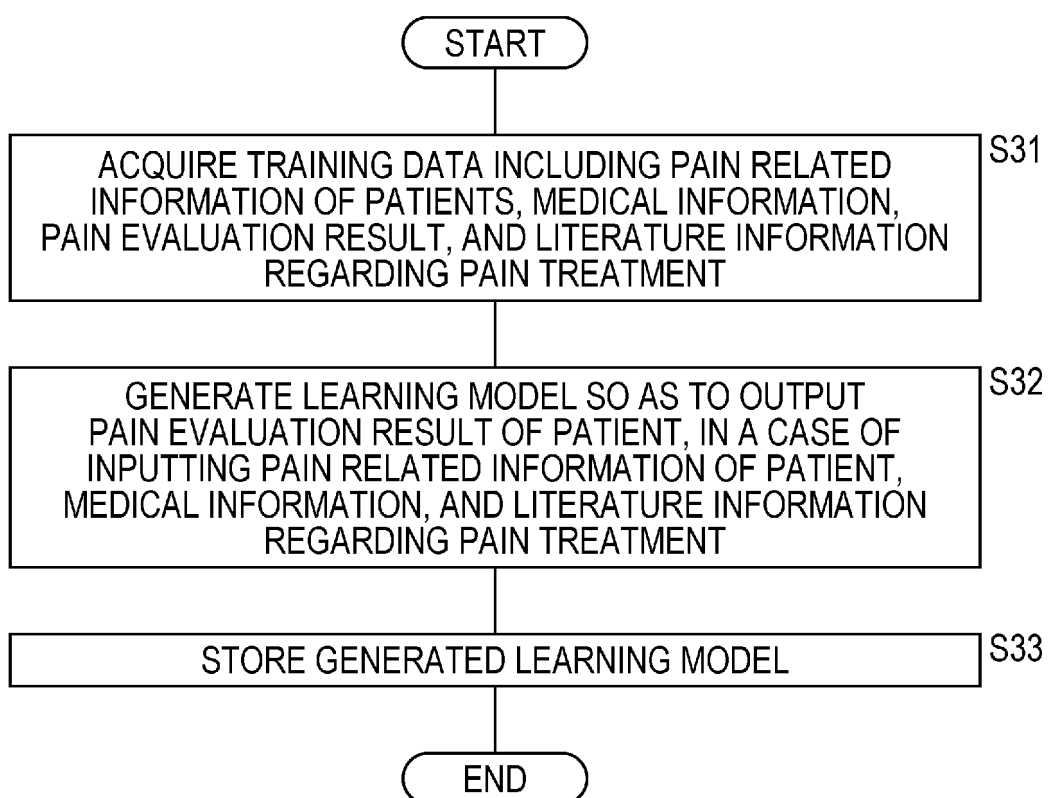 START
S31
ACQUIRE TRAINING DATA INCLUDING PAIN RELATED
INFORMATION OF PATIENTS, MEDICAL INFORMATION,
PAIN EVALUATION RESULT, AND LITERATURE INFORMATION
REGARDING PAIN TREATMENT
S32
GENERATE LEARNING MODEL SO AS TO OUTPUT
PAIN EVALUATION RESULT OF PATIENT, IN A CASE OF
INPUTTING PAIN RELATED INFORMATION OF PATIENT,
MEDICAL INFORMATION, AND LITERATURE INFORMATION
REGARDING PAIN TREATMENT
S33
STORE GENERATED LEARNING MODEL
END